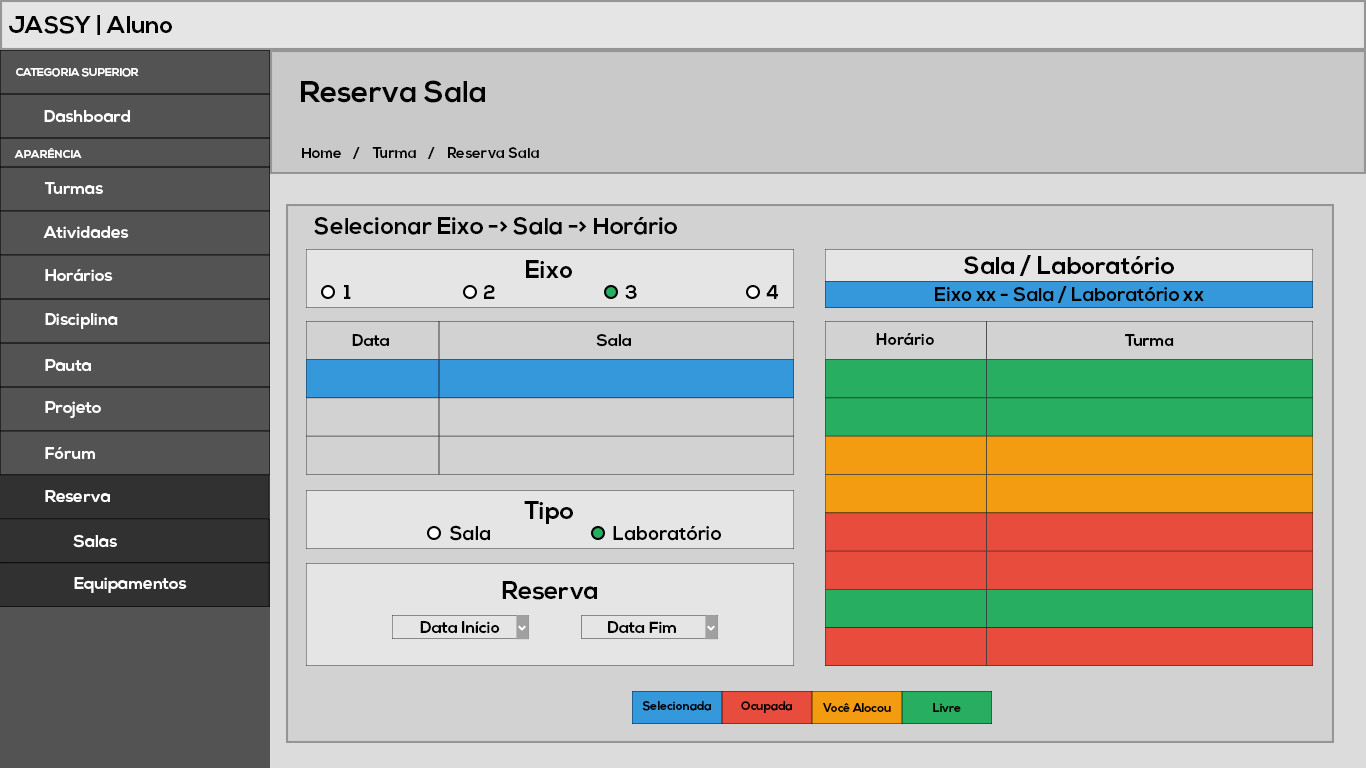 JASSY | Aluno
CATEGORIA SUPERIOR
Dashboard
APARÊNCIA
Turmas
Atividades
Horários
Disciplina
Pauta
Projeto
Fórum
Reserva
Salas
Equipamentos
Reserva Sala
Home / Turma / Reserva Sala
Selecionar Eixo -> Sala -> Horário
Eixo
1 2 3 4
Data Sala
Tipo
Sala Laboratório
Reserva
Data Início Data Fim
Sala / Laboratório
Eixo xx - Sala / Laboratório xx
Horário Turma
Selecionada Ocupada Você Alocou Livre